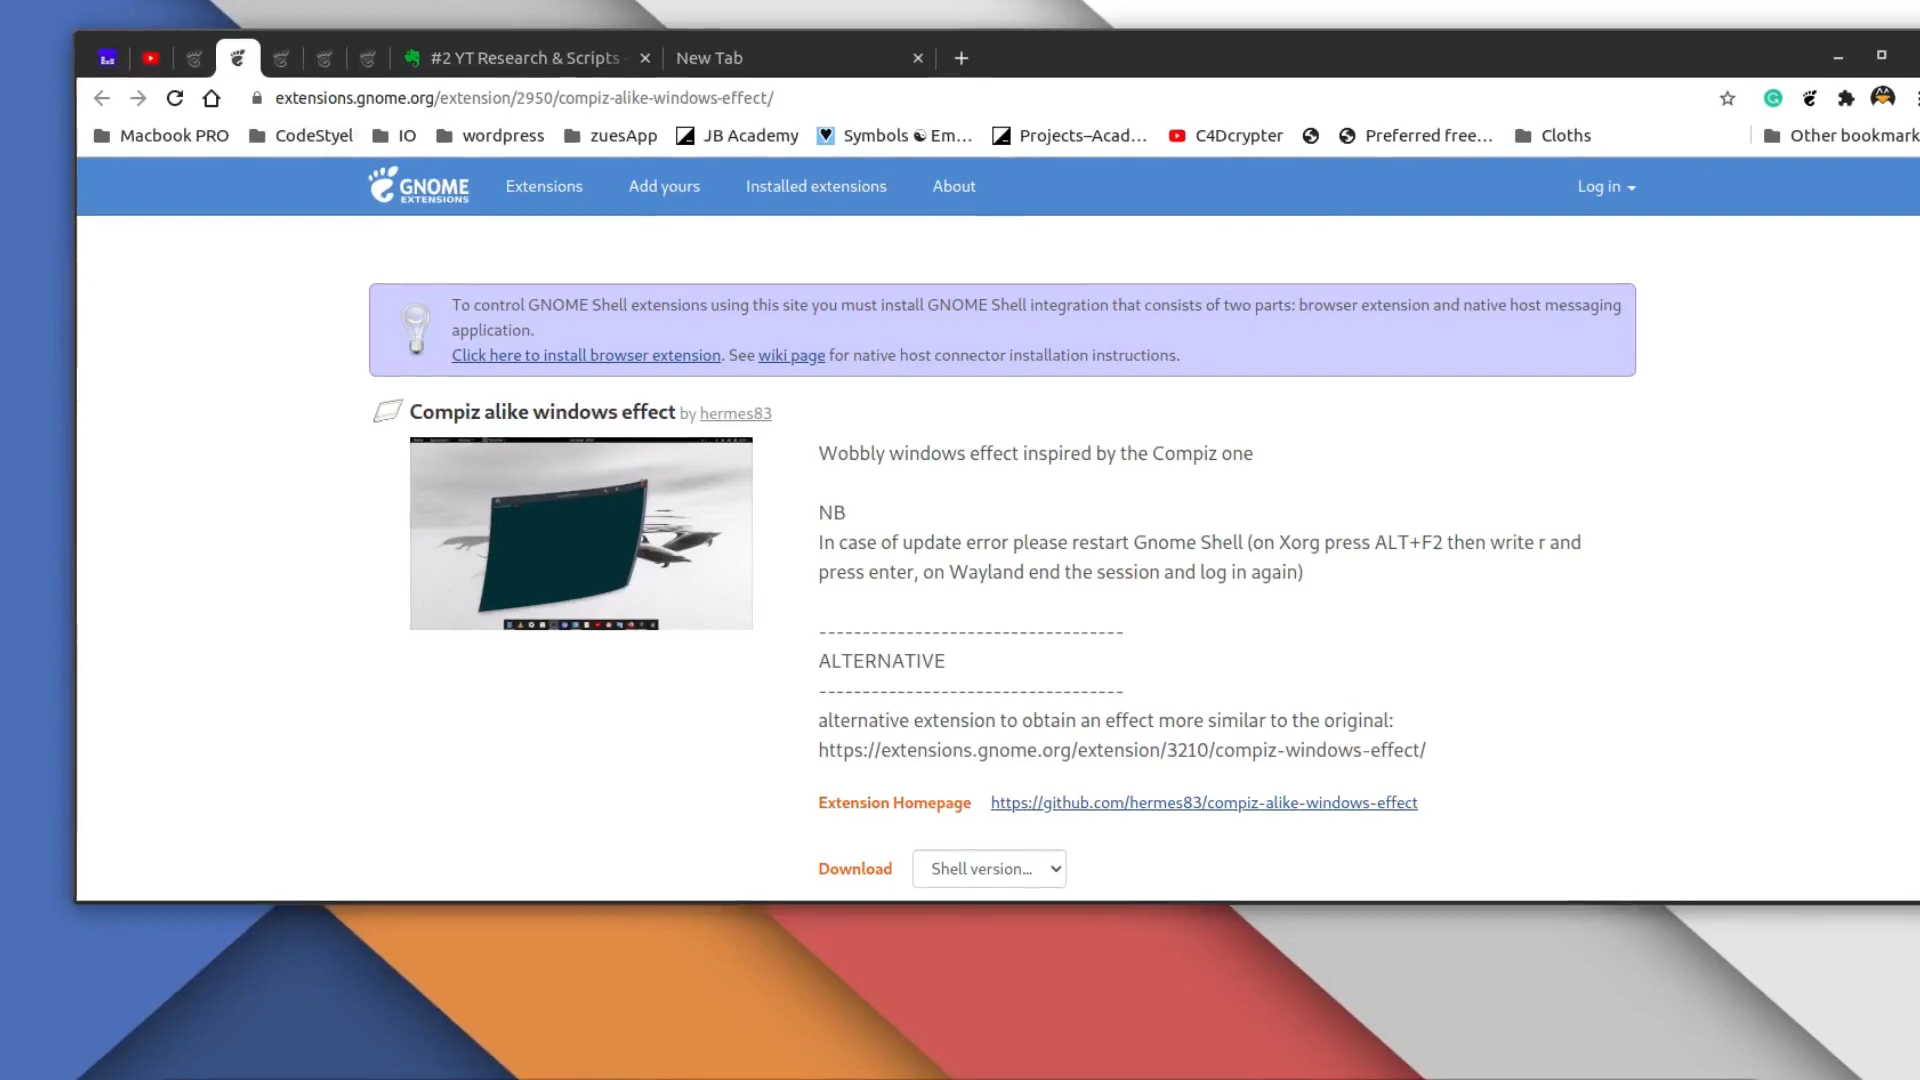 #2 YT Research & Scripts
New Tab
extensions.gnome.org/extension/2950/compiz-alike-windows-effect/
Macbook PRO CodeStyel IO wordpress zuesApp JB Academy Symbols ☯ Em... Projects–Acad... C4Dcrypter Preferred free... Cloths Other bookmark
GNOME EXTENSIONS Extensions Add yours Installed extensions About Log in
To control GNOME Shell extensions using this site you must install GNOME Shell integration that consists of two parts: browser extension and native host messaging
application.
Click here to install browser extension. See wiki page for native host connector installation instructions.
Compiz alike windows effect by hermes83
Wobbly windows effect inspired by the Compiz one
NB
In case of update error please restart Gnome Shell (on Xorg press ALT+F2 then write r and
press enter, on Wayland end the session and log in again)
-----------------------------------
ALTERNATIVE
-----------------------------------
alternative extension to obtain an effect more similar to the original:
https://extensions.gnome.org/extension/3210/compiz-windows-effect/
Extension Homepage https://github.com/hermes83/compiz-alike-windows-effect
Download Shell version...